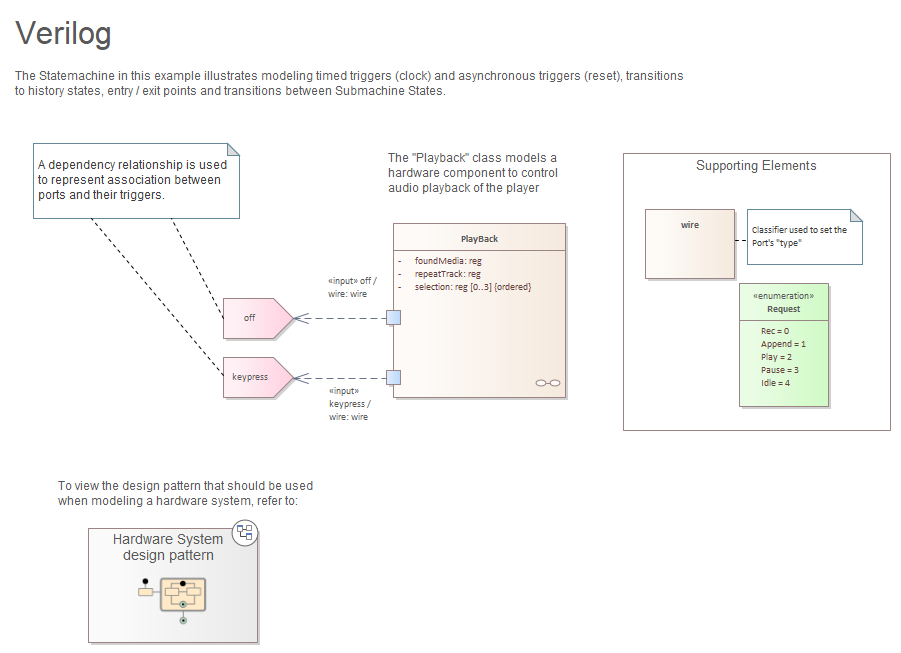 Verilog
The Statemachine in this example illustrates modeling timed triggers (clock) and asynchronous triggers (reset), transitions
to history states, entry / exit points and transitions between Submachine States.
A dependency relationship is used
to represent association between
ports and their triggers.
The "Playback" class models a
hardware component to control
audio playback of the player
PlayBack
- foundMedia: reg
- repeatTrack: reg
- selection: reg [0..3] {ordered}
«input» off /
wire: wire
off
keypress
«input»
keypress /
wire: wire
Supporting Elements
wire
Classifier used to set the
Port's "type"
«enumeration»
Request
Rec = 0
Append = 1
Play = 2
Pause = 3
Idle = 4
To view the design pattern that should be used
when modeling a hardware system, refer to:
Hardware System
design pattern